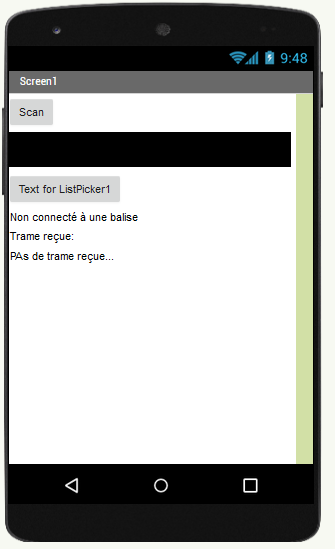 9:48
Screen1
Scan
Text for ListPicker1
Non connecté à une balise
Trame reçue:
PAs de trame reçue...